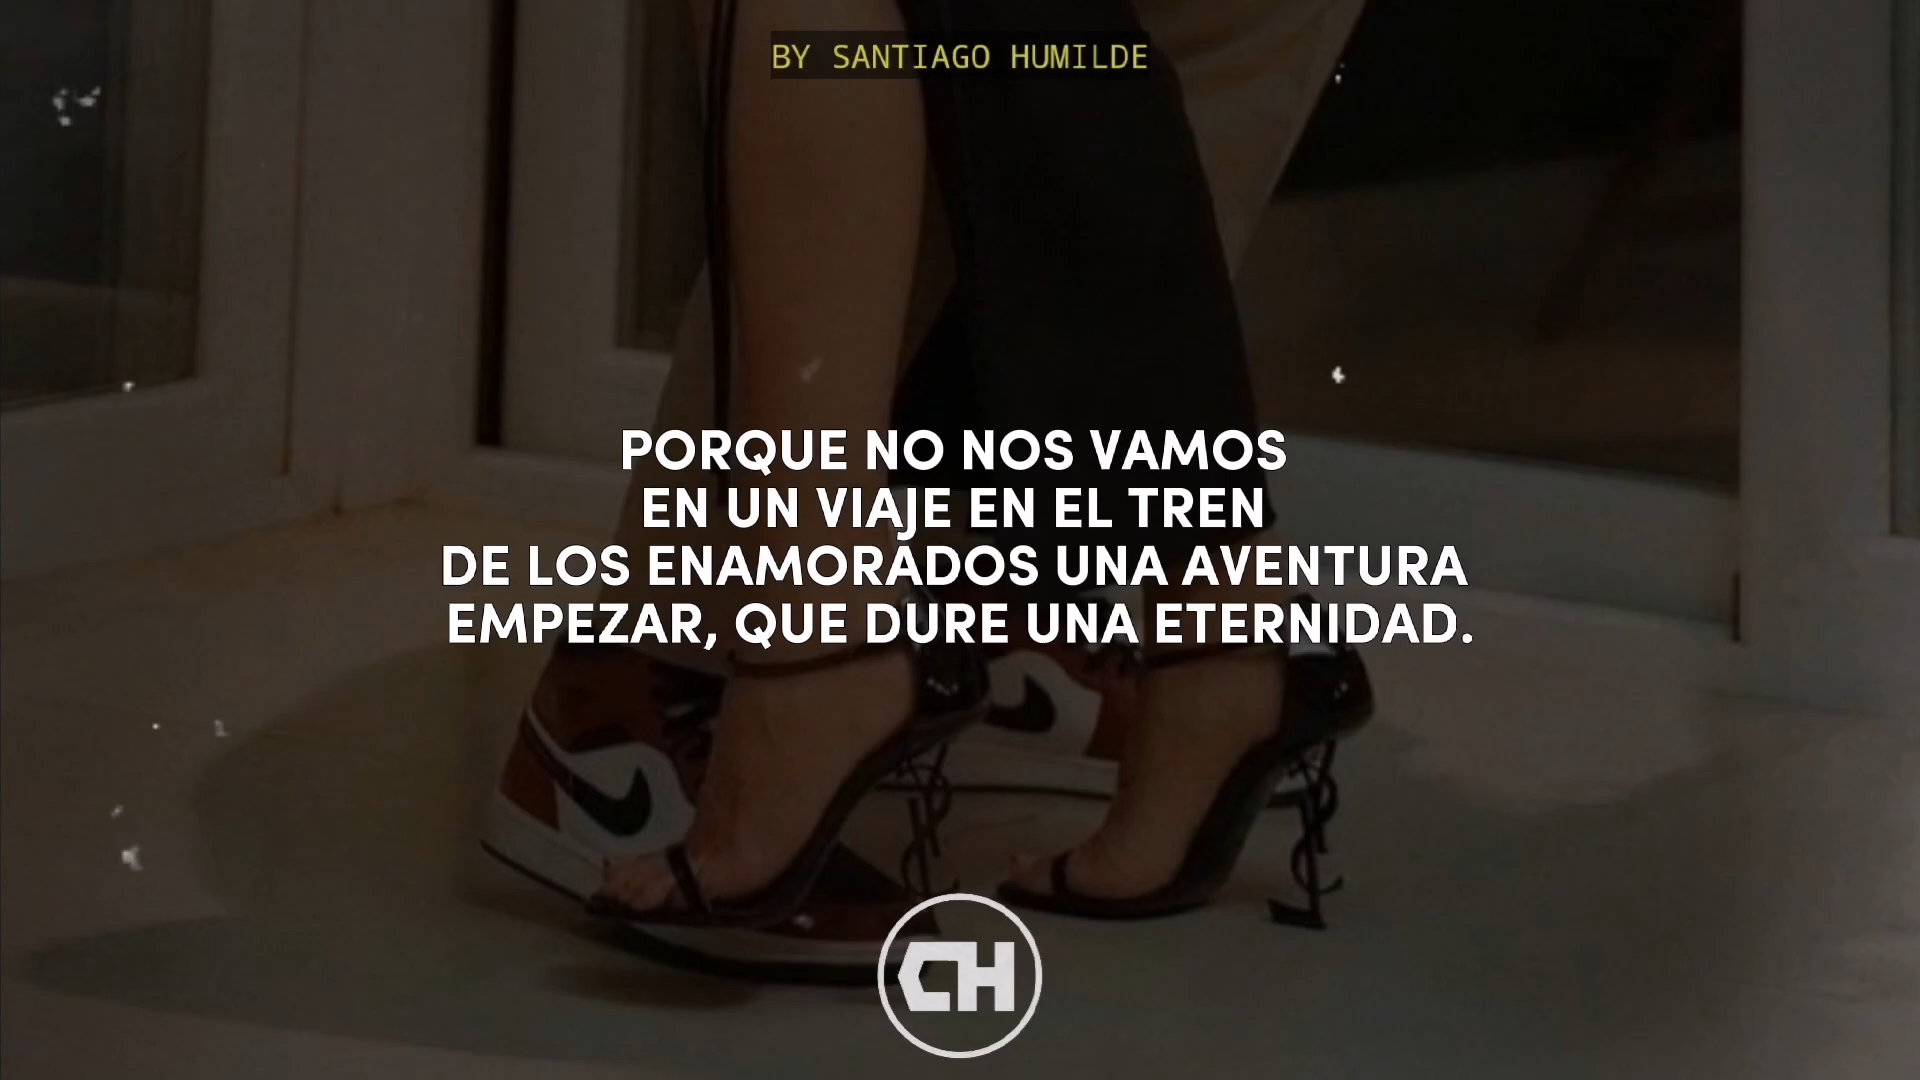 BY SANTIAGO HUMILDE
PORQUE NO NOS VAMOS
EN UN VIAJE EN EL TREN
DE LOS ENAMORADOS UNA AVENTURA
EMPEZAR, QUE DURE UNA ETERNIDAD.
CH